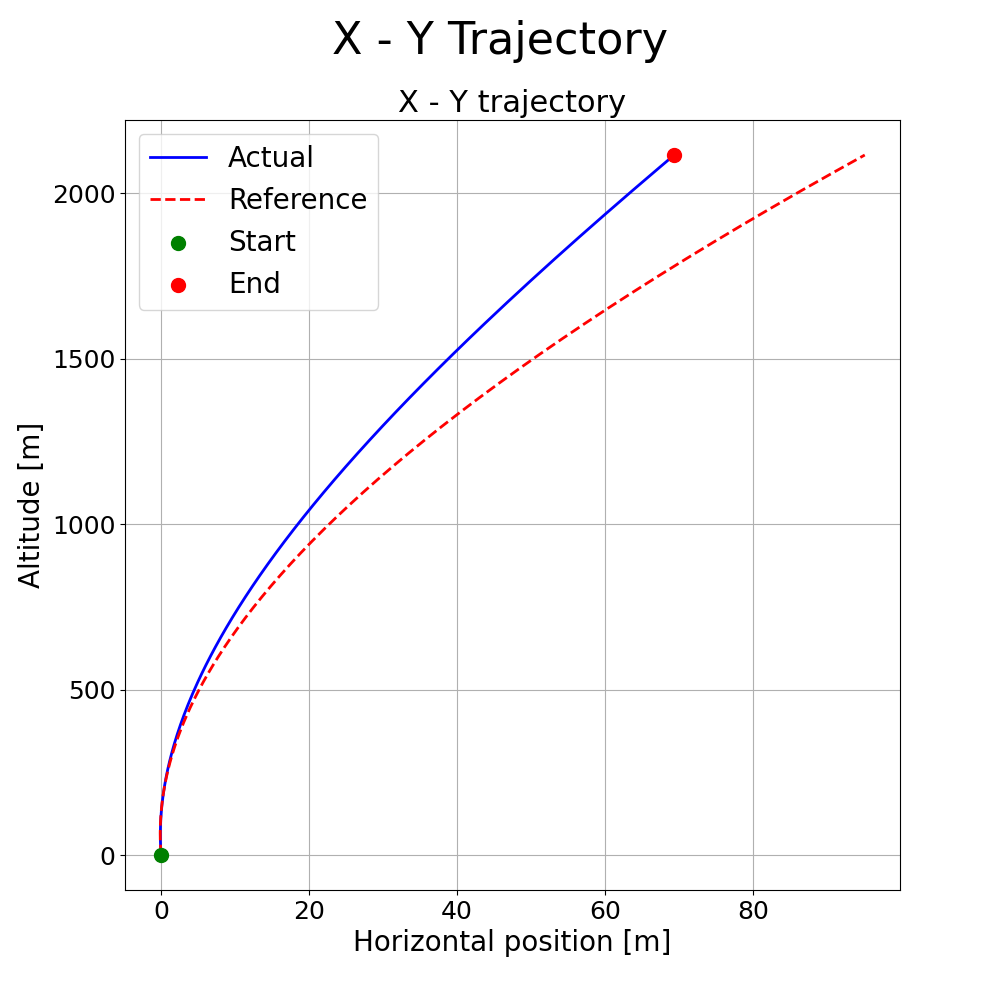 X - Y Trajectory
X - Y trajectory
Actual
Reference
Start
End
2000
1500
1000
500
0
Altitude [m]
0 20 40 60 80
Horizontal position [m]